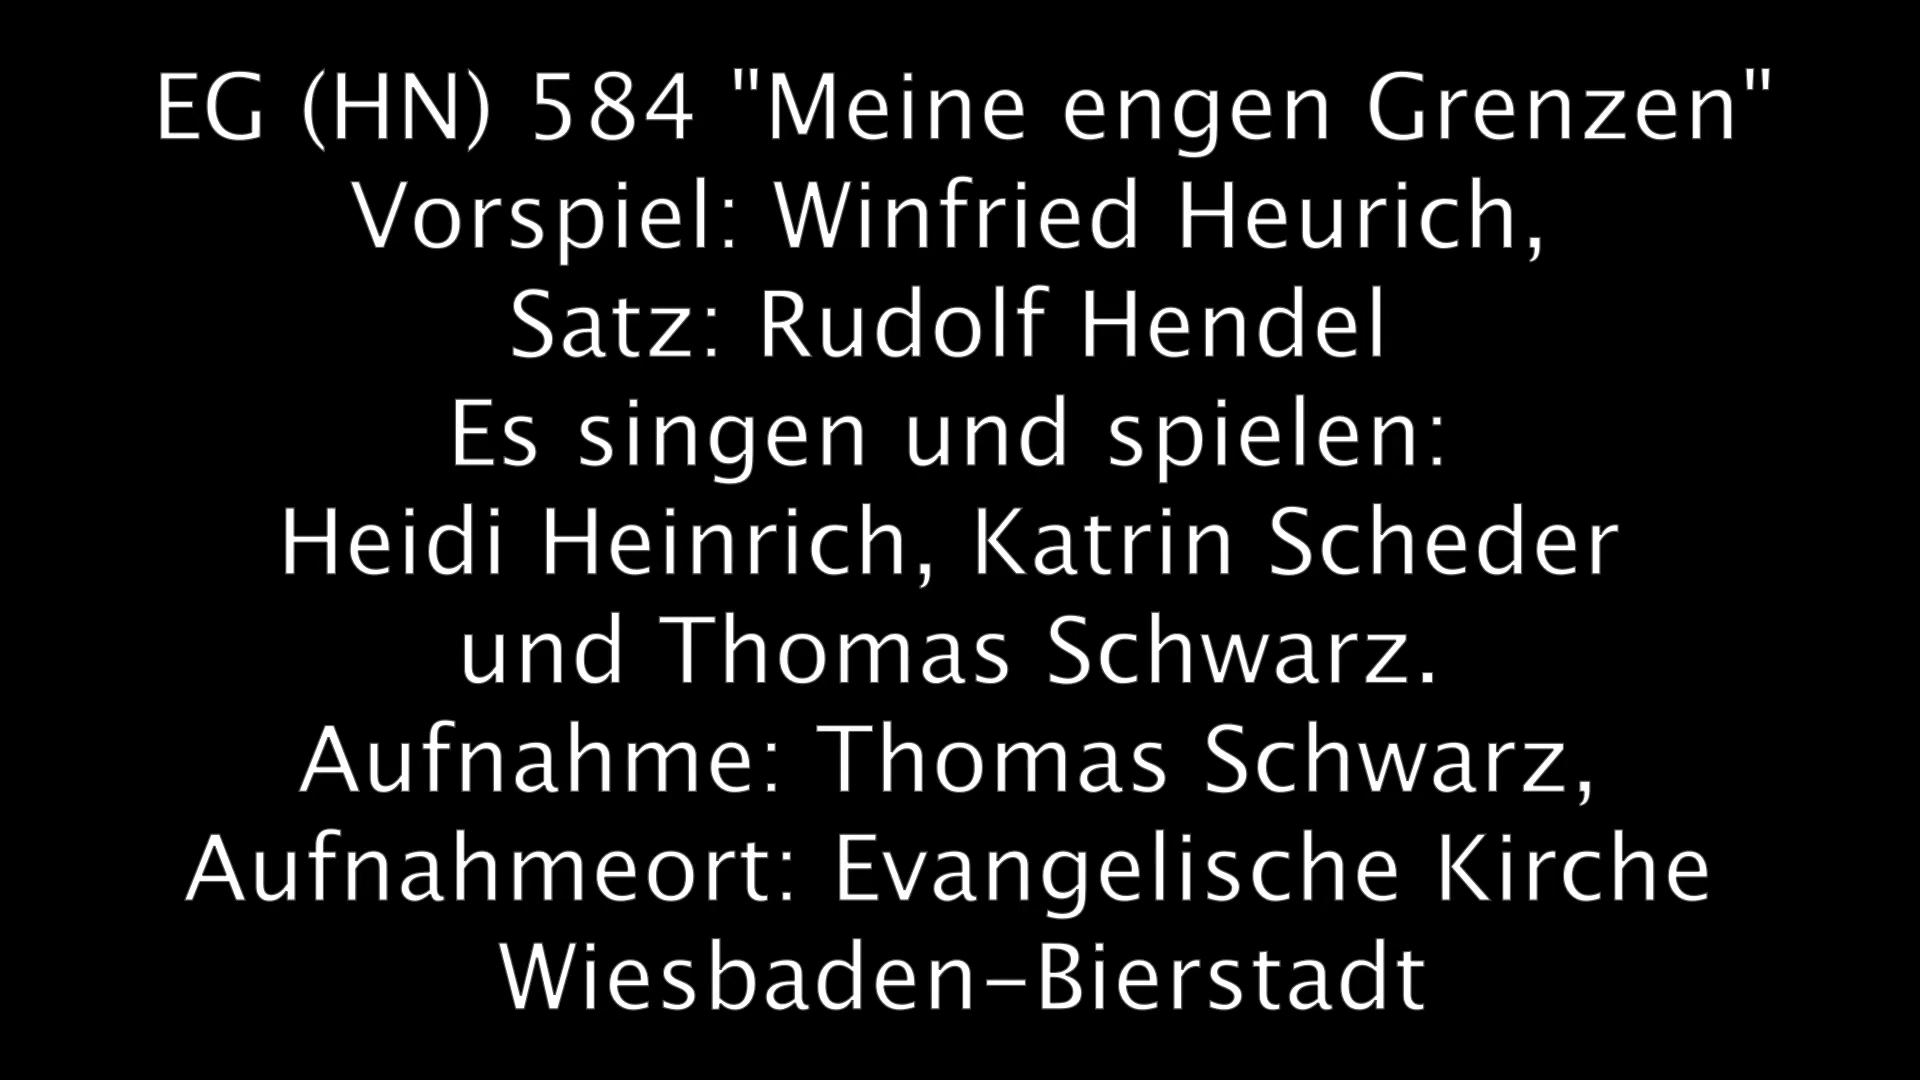 EG (HN) 584 "Meine engen Grenzen"
Vorspiel: Winfried Heurich,
Satz: Rudolf Hendel
Es singen und spielen:
Heidi Heinrich, Katrin Scheder
und Thomas Schwarz.
Aufnahme: Thomas Schwarz,
Aufnahmeort: Evangelische Kirche
Wiesbaden-Bierstadt